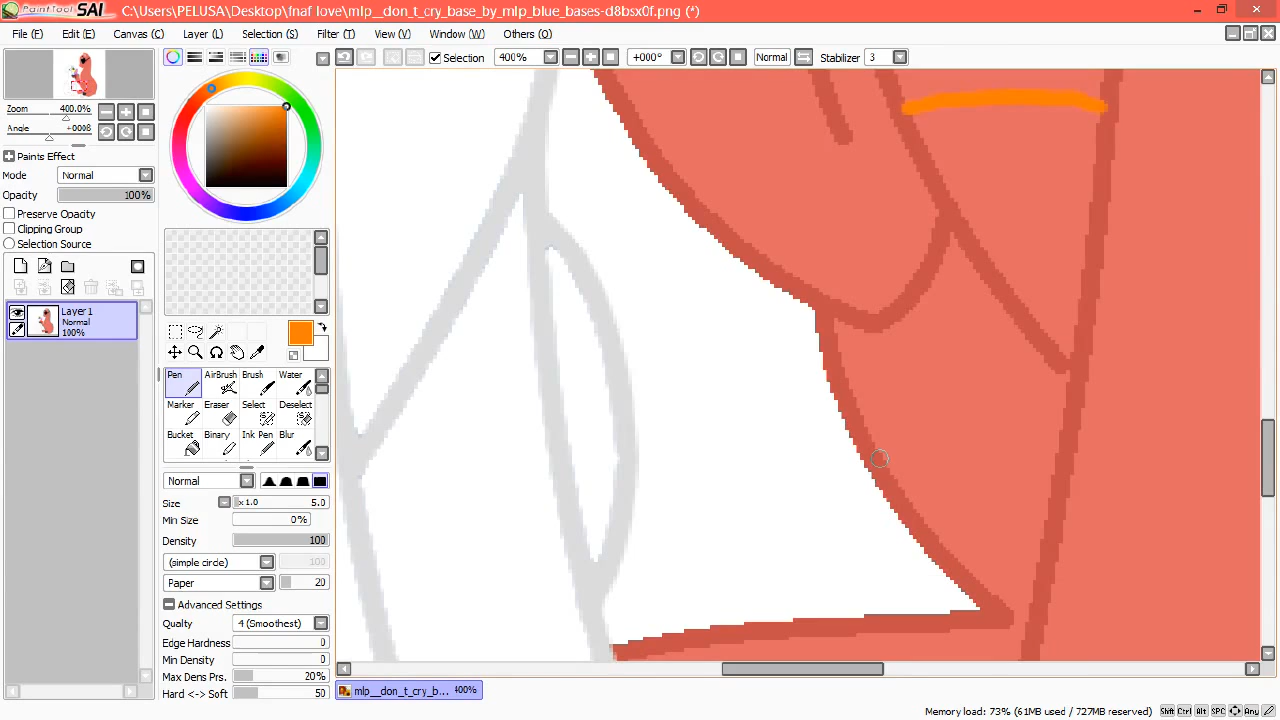 PaintTool SAI C:\Users\PELUSA\Desktop\fnaf love\mlp__don_t_cry_base_by_mlp_blue_bases-d8bsx0f.png (*)
File (F) Edit (E) Canvas (C) Layer (L) Selection (S) Filter (T) View (V) Window (W) Others (O)
Selection 400% +000° Normal Stabilizer 3
Zoom 400.0%
Angle +000θ
Paints Effect
Mode Normal
Opacity 100%
Preserve Opacity
Clipping Group
Selection Source
Layer 1
Normal
100%
Pen AirBrush Brush Water
Marker Eraser Select Deselect
Bucket Binary Ink Pen Blur
Normal
Size x 1.0 5.0
Min Size 0%
Density 100
(simple circle) 100
Paper 20
Advanced Settings
Quality 4 (Smoothest)
Edge Hardness 0
Min Density 0
Max Dens Prs. 20%
Hard <-> Soft 50
mlp__don_t_cry_b... 400%
Memory load: 73% (61MB used / 727MB reserved) Shft Ctrl Alt SPC Any